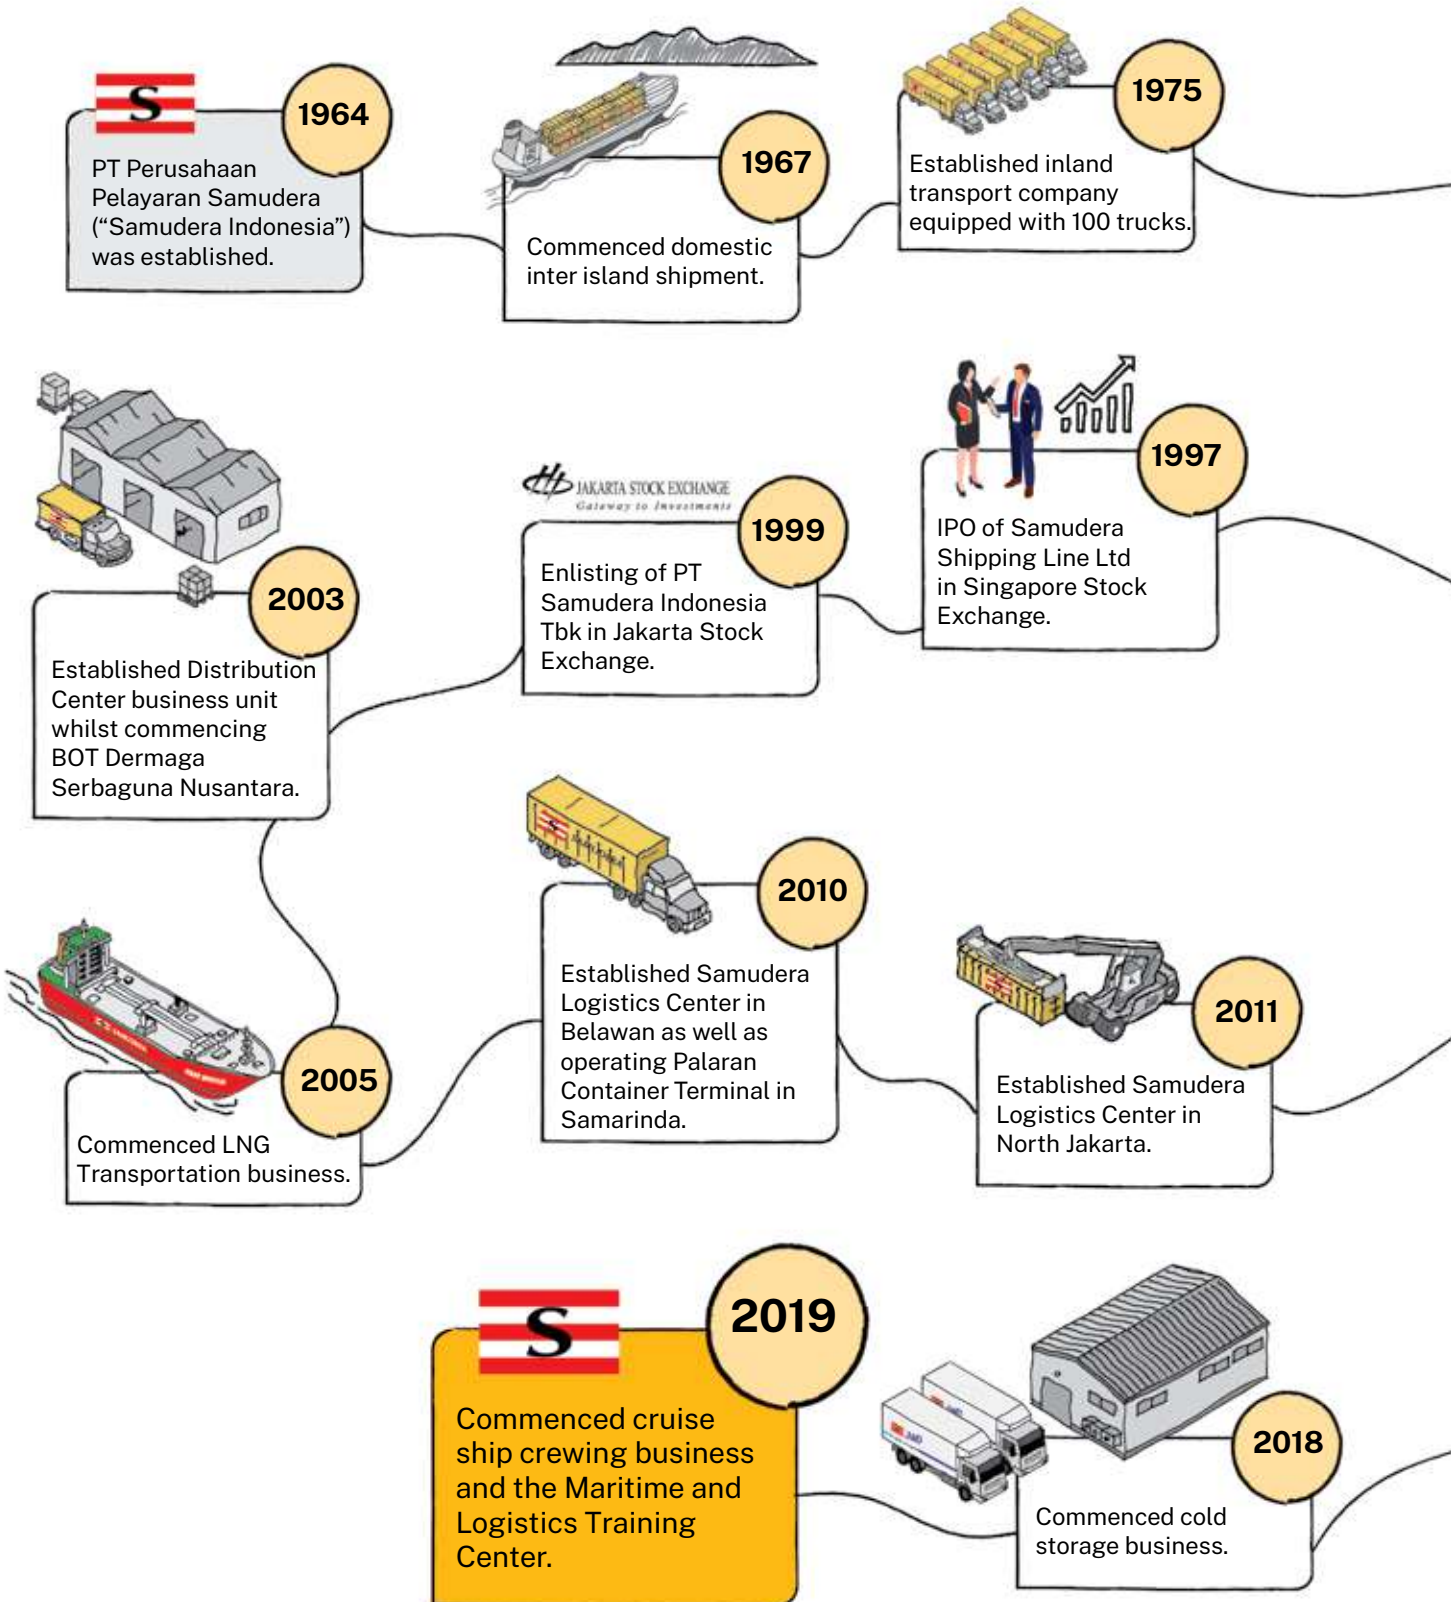 S
1964
PT Perusahaan
Pelayaran Samudera
(“Samudera Indonesia”)
was established.
1967
Commenced domestic
inter island shipment.
1975
Established inland
transport company
equipped with 100 trucks.
1997
IPO of Samudera
Shipping Line Ltd
in Singapore Stock
Exchange.
JAKARTA STOCK EXCHANGE
Gateway to Investments
1999
Enlisting of PT
Samudera Indonesia
Tbk in Jakarta Stock
Exchange.
2003
Established Distribution
Center business unit
whilst commencing
BOT Dermaga
Serbaguna Nusantara.
2005
Commenced LNG
Transportation business.
S
2010
Established Samudera
Logistics Center in
Belawan as well as
operating Palaran
Container Terminal in
Samarinda.
2011
Established Samudera
Logistics Center in
North Jakarta.
2018
Commenced cold
storage business.
S
2019
Commenced cruise
ship crewing business
and the Maritime and
Logistics Training
Center.